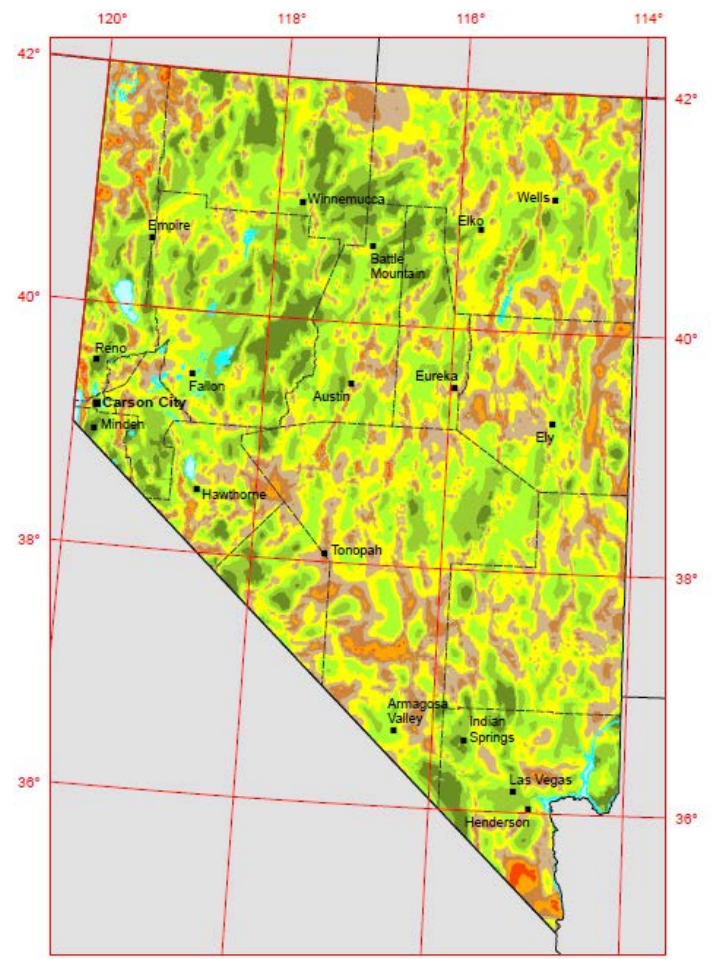 120°
118°
116°
114°
42°
42°
Winnemucca
Wells
Elko
Empire
Battle
Mountain
40°
40°
Reno
Fallon
Austin
Eureka
Carson City
Minden
Ely
Hawthorne
38°
Tonopah
38°
Armagosa
Valley
Indian
Springs
36°
Las Vegas
Henderson
36°